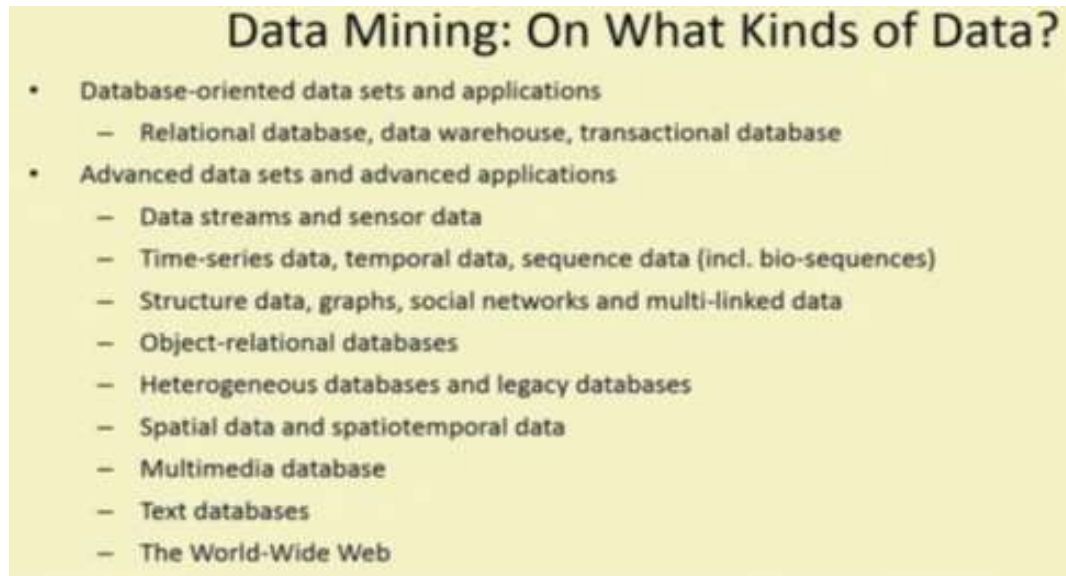 Data Mining: On What Kinds of Data?
• Database-oriented data sets and applications
– Relational database, data warehouse, transactional database
• Advanced data sets and advanced applications
– Data streams and sensor data
– Time-series data, temporal data, sequence data (incl. bio-sequences)
– Structure data, graphs, social networks and multi-linked data
– Object-relational databases
– Heterogeneous databases and legacy databases
– Spatial data and spatiotemporal data
– Multimedia database
– Text databases
– The World-Wide Web